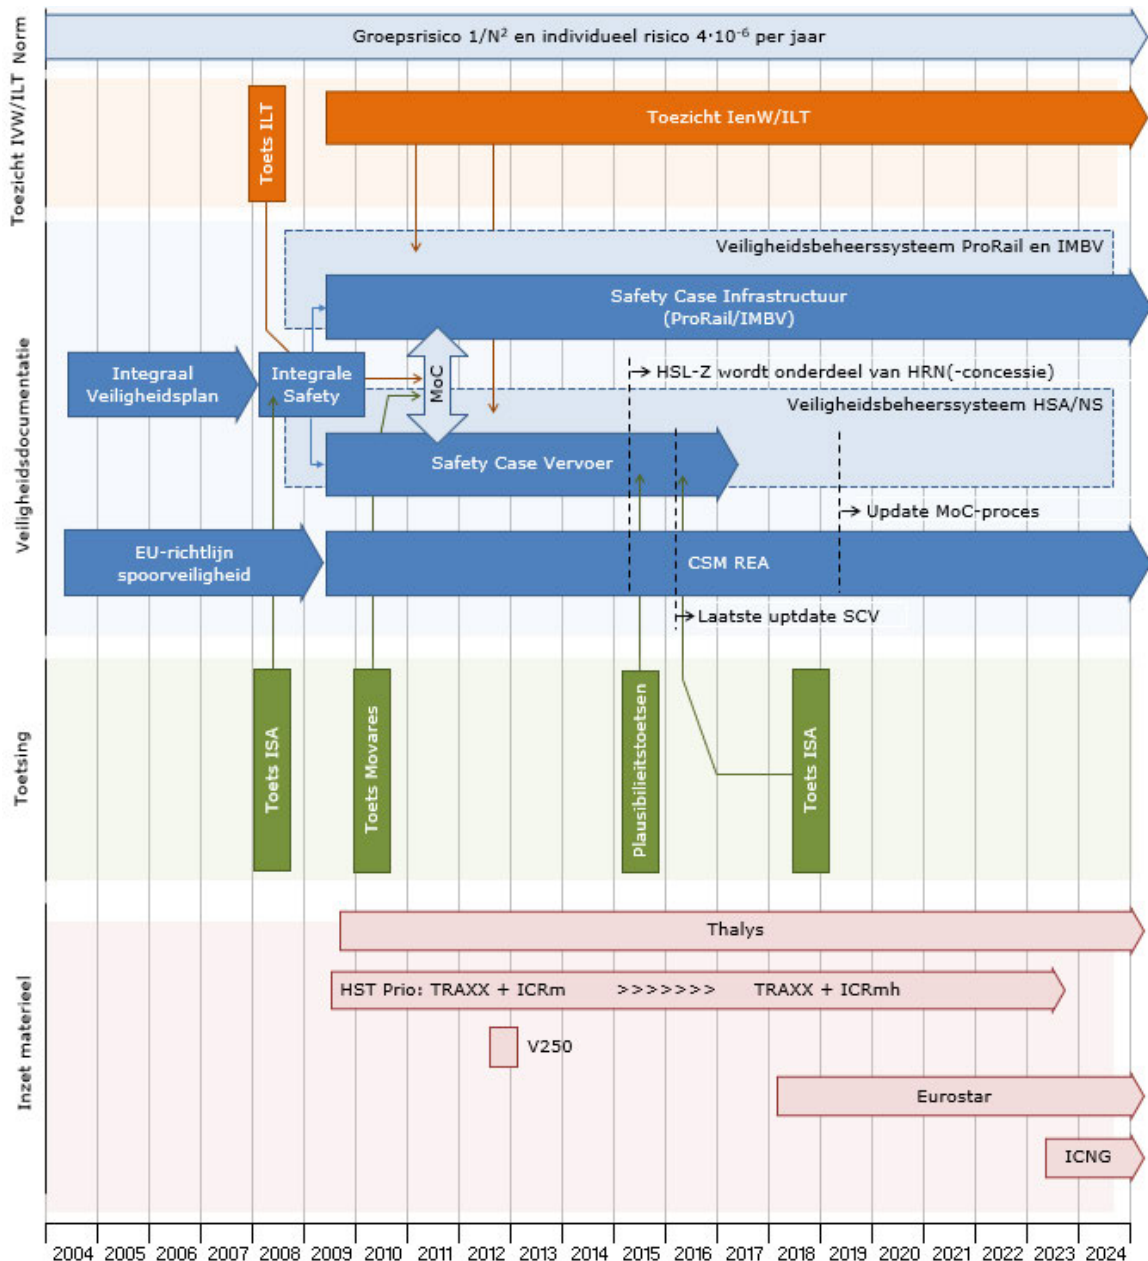 Norm
Groepsrisico 1/N² en individueel risico 4·10⁻⁶ per jaar
Toezicht IVW/ILT
Toets ILT
Toezicht IenW/ILT
Veiligheidsdocumentatie
Veiligheidsbeheerssysteem ProRail en IMBV
Safety Case Infrastructuur
(ProRail/IMBV)
Integraal
Veiligheidsplan
Integrale
Safety
MoC
HSL-Z wordt onderdeel van HRN(-concessie)
Veiligheidsbeheerssysteem HSA/NS
Safety Case Vervoer
Update MoC-proces
EU-richtlijn
spoorveiligheid
CSM REA
Laatste uptdate SCV
Toetsing
Toets ISA
Toets Movares
Plausibilieitstoetsen
Toets ISA
Inzet materieel
Thalys
HST Prio: TRAXX + ICRm >>>>>>> TRAXX + ICRmh
V250
Eurostar
ICNG
2004 2005 2006 2007 2008 2009 2010 2011 2012 2013 2014 2015 2016 2017 2018 2019 2020 2021 2022 2023 2024